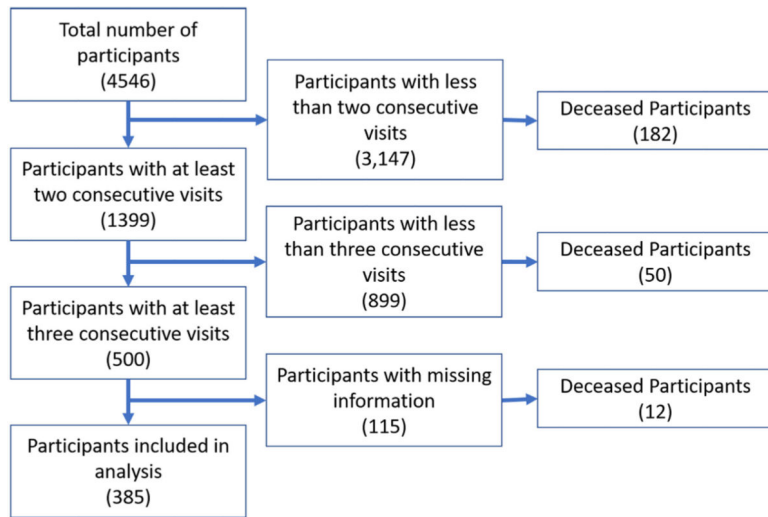 Total number of
participants
(4546)
Participants with less
than two consecutive
visits
(3,147)
Deceased Participants
(182)
Participants with at least
two consecutive visits
(1399)
Participants with less
than three consecutive
visits
(899)
Deceased Participants
(50)
Participants with at least
three consecutive visits
(500)
Participants with missing
information
(115)
Deceased Participants
(12)
Participants included in
analysis
(385)